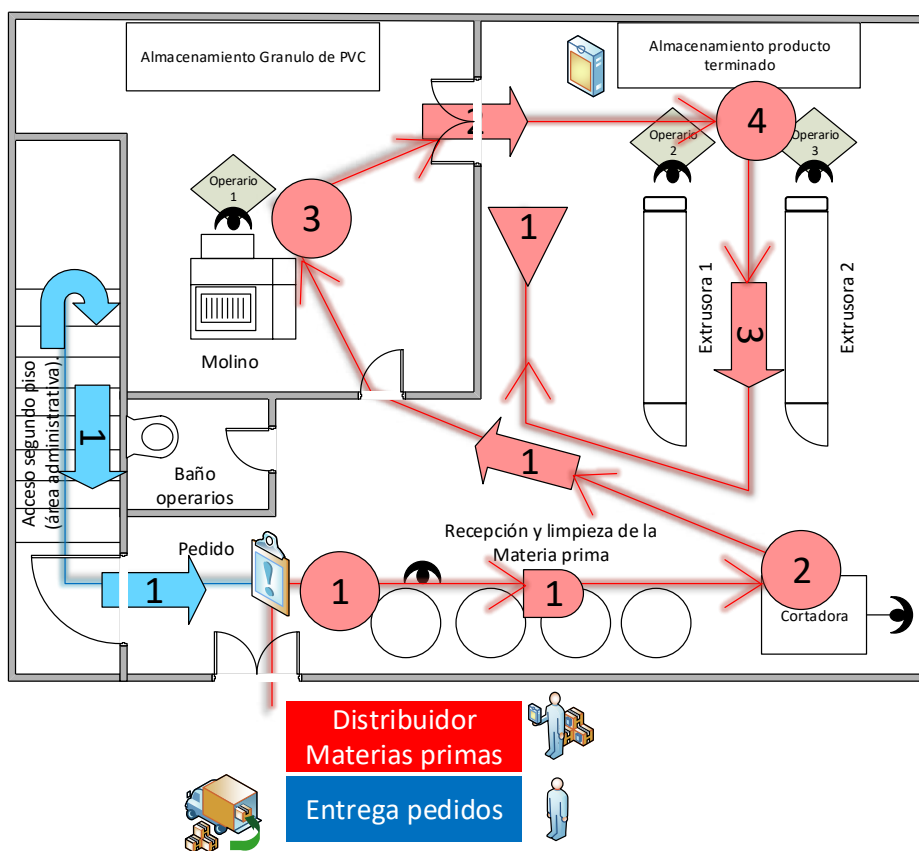 Almacenamiento Granulo de PVC
Almacenamiento producto
terminado
2
4
Operario
2
Operario
3
Operario
1
3
1
Extrusora 1
Extrusora 2
3
Molino
Acceso segundo piso
(área administrativa).
1
Baño
operarios
1
Recepción y limpieza de la
Materia prima
Pedido
1
1
1
2
Cortadora
Distribuidor
Materias primas
Entrega pedidos